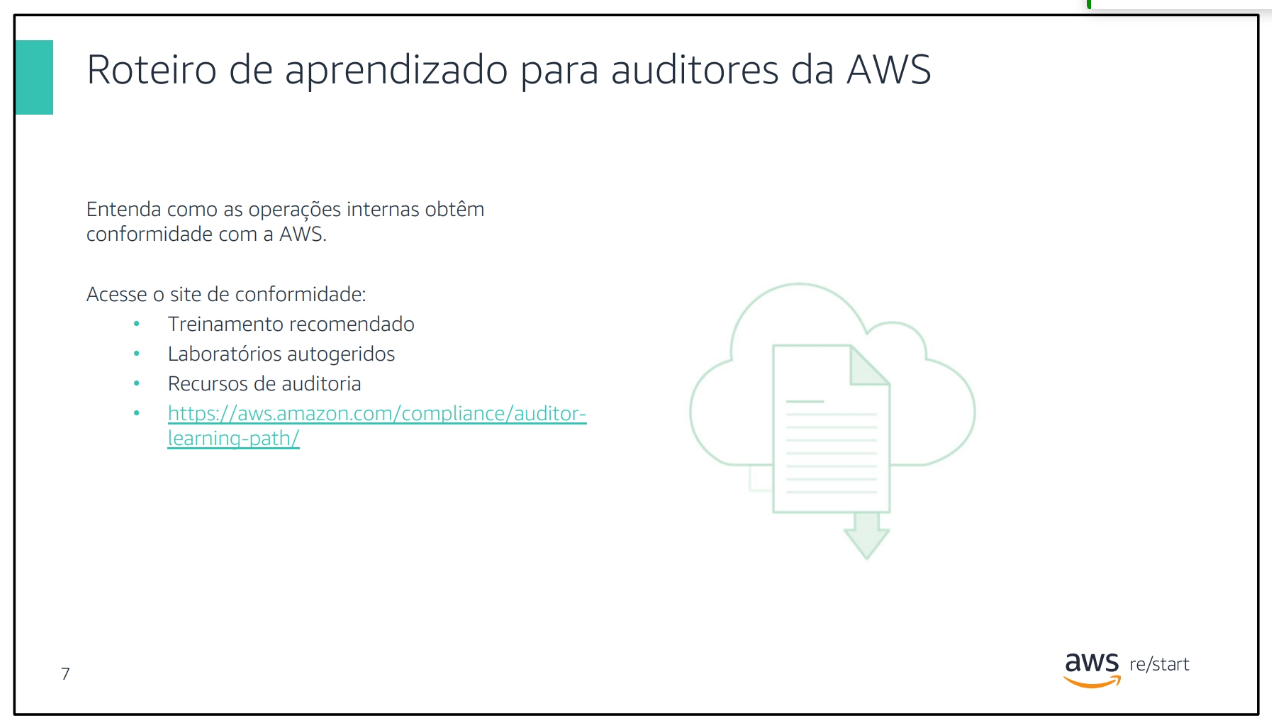 Roteiro de aprendizado para auditores da AWS
Entenda como as operações internas obtêm
conformidade com a AWS.
Acesse o site de conformidade:
• Treinamento recomendado
• Laboratórios autogeridos
• Recursos de auditoria
• https://aws.amazon.com/compliance/auditor-
learning-path/
7
aws re/start